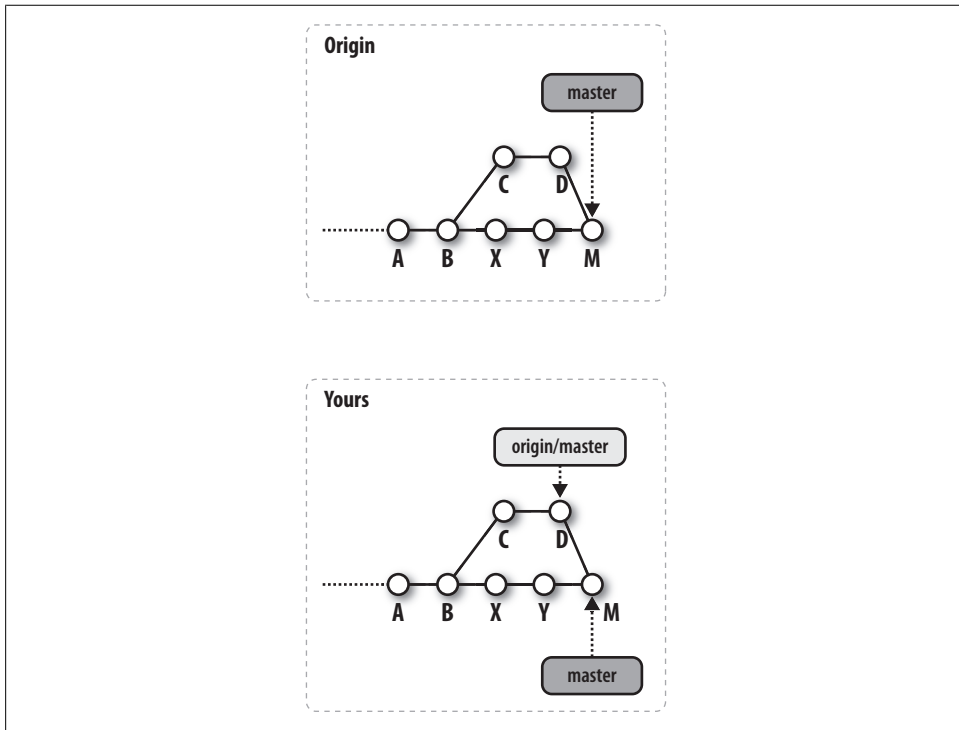 Origin
master
C D
A B X Y M
Yours
origin/master
C D
A B X Y M
master